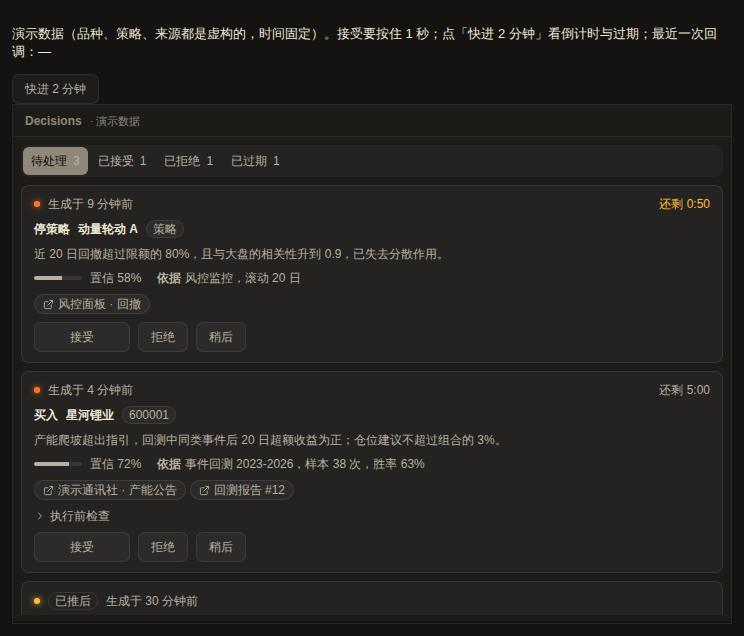 演示数据（品种、策略、来源都是虚构的，时间固定）。接受要按住 1 秒；点「快进 2 分钟」看倒计时与过期；最近一次回
调：—
快进 2 分钟
Decisions · 演示数据
待处理 3 已接受 1 已拒绝 1 已过期 1
生成于 9 分钟前 还剩 0:50
停策略 动量轮动 A 策略
近 20 日回撤超过限额的 80%，且与大盘的相关性升到 0.9，已失去分散作用。
置信 58% 依据 风控监控，滚动 20 日
风控面板 · 回撤
接受 拒绝 稍后
生成于 4 分钟前 还剩 5:00
买入 星河锂业 600001
产能爬坡超出指引，回测中同类事件后 20 日超额收益为正；仓位建议不超过组合的 3%。
置信 72% 依据 事件回测 2023-2026，样本 38 次，胜率 63%
演示通讯社 · 产能公告 回测报告 #12
执行前检查
接受 拒绝 稍后
已推后 生成于 30 分钟前